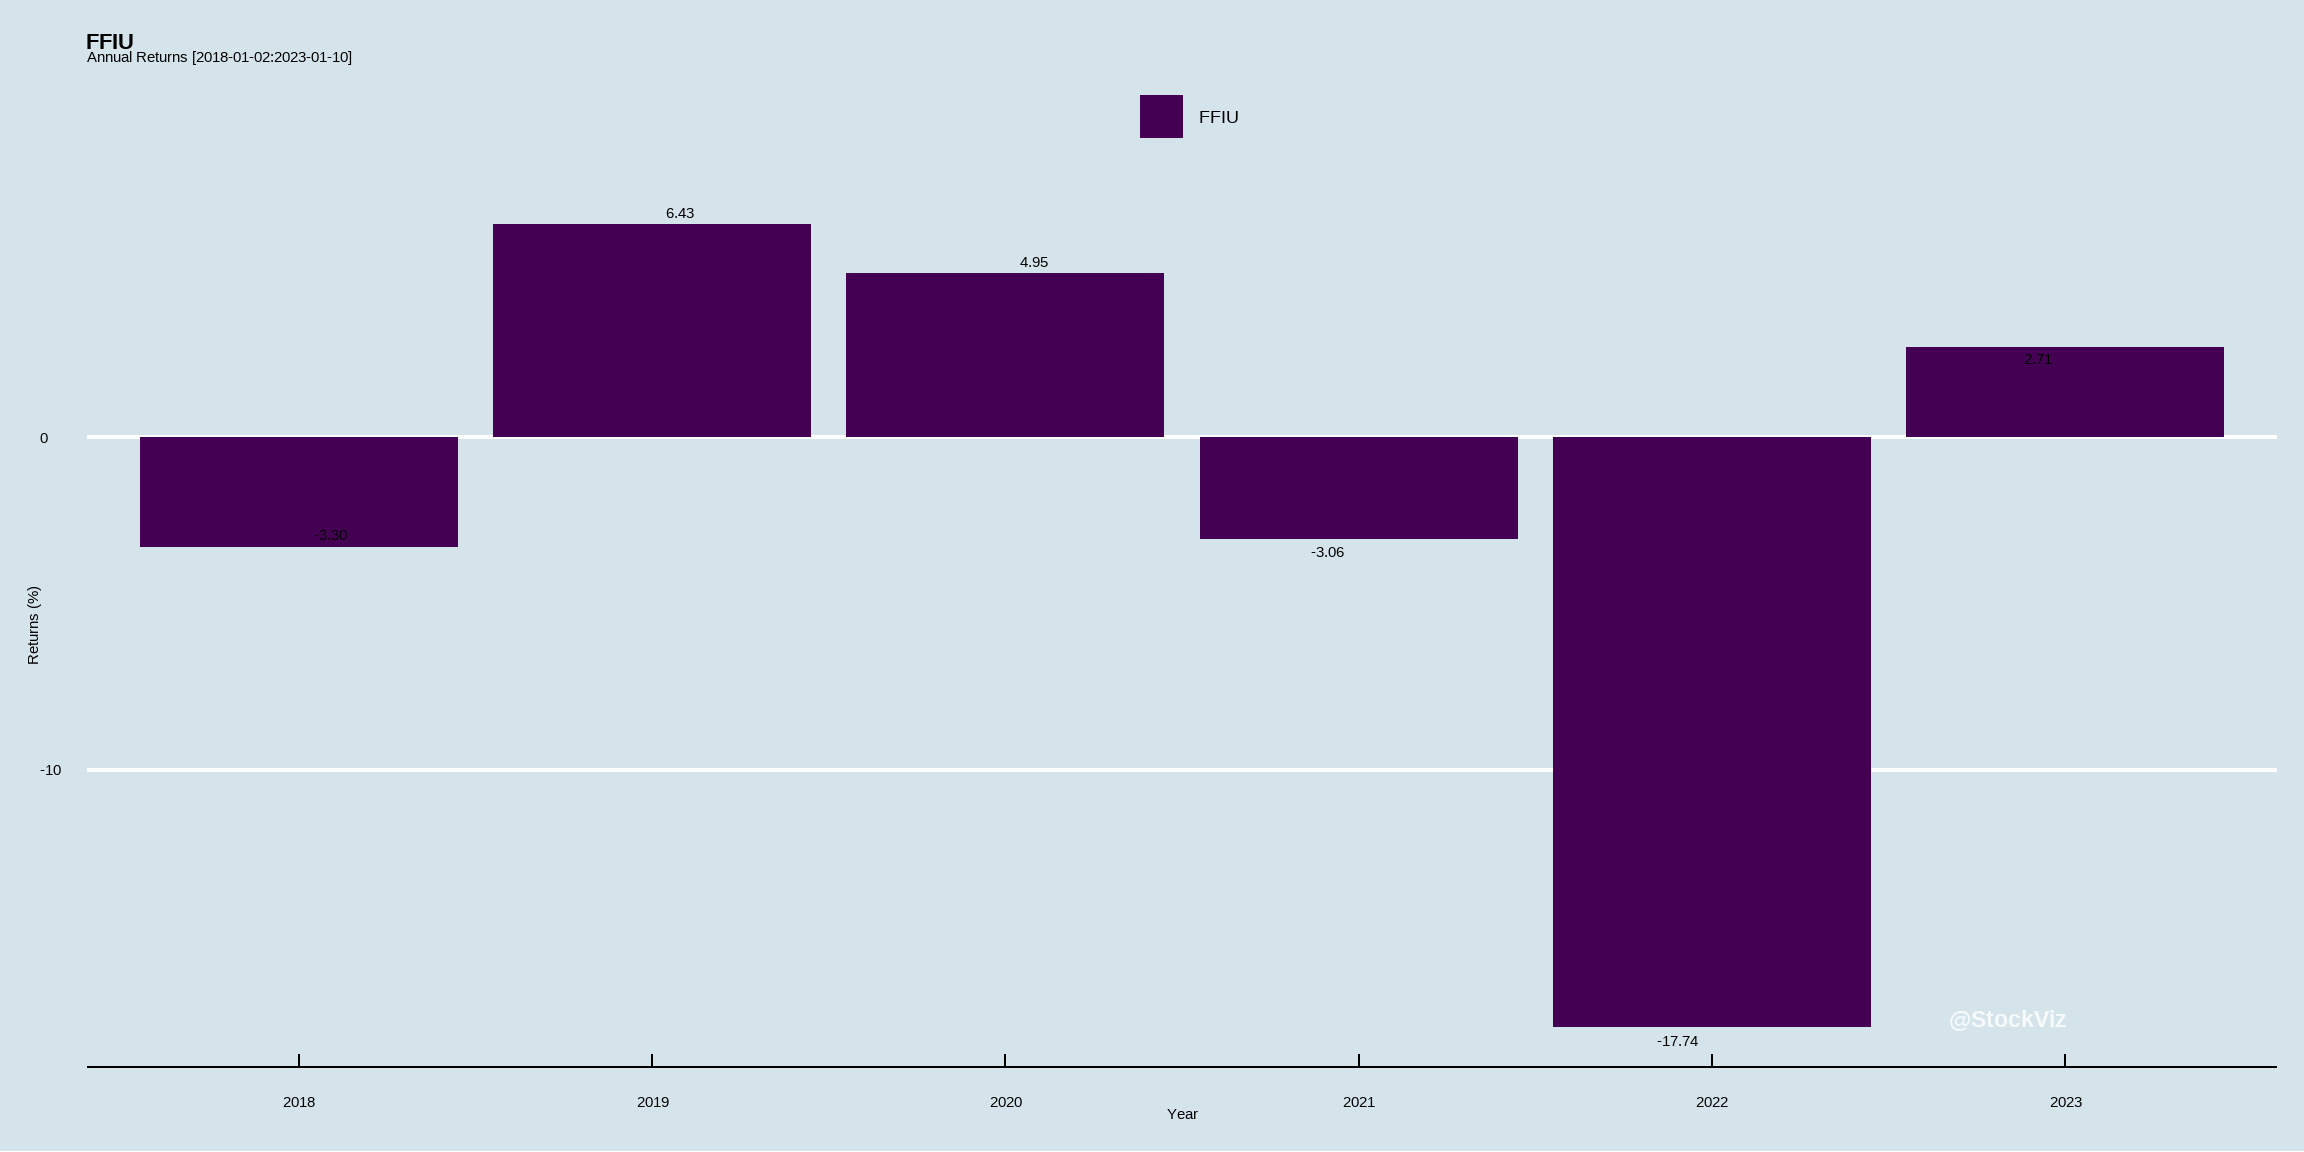 FFIU
Annual Returns [2018-01-02:2023-01-10]
FFIU
6.43
4.95
2.71
0
-3.30
-3.06
Returns (%)
-10
@StockViz
-17.74
2018 2019 2020 2021 2022 2023
Year